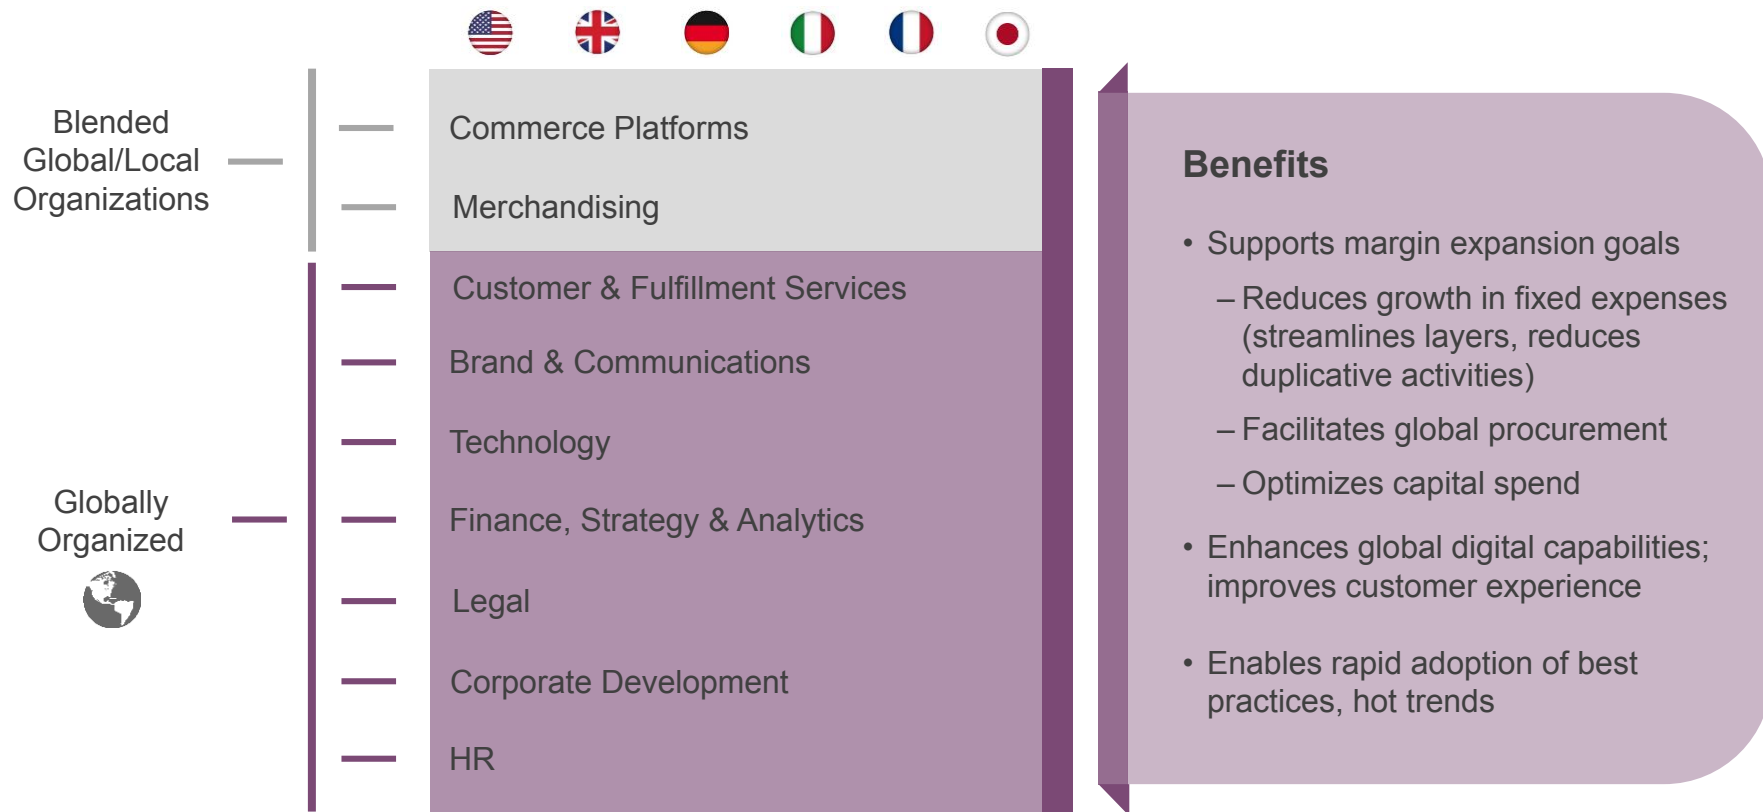 Blended
Global/Local
Organizations
Commerce Platforms
Merchandising
Globally
Organized
Customer & Fulfillment Services
Brand & Communications
Technology
Finance, Strategy & Analytics
Legal
Corporate Development
HR
Benefits
• Supports margin expansion goals
– Reduces growth in fixed expenses
(streamlines layers, reduces
duplicative activities)
– Facilitates global procurement
– Optimizes capital spend
• Enhances global digital capabilities;
improves customer experience
• Enables rapid adoption of best
practices, hot trends